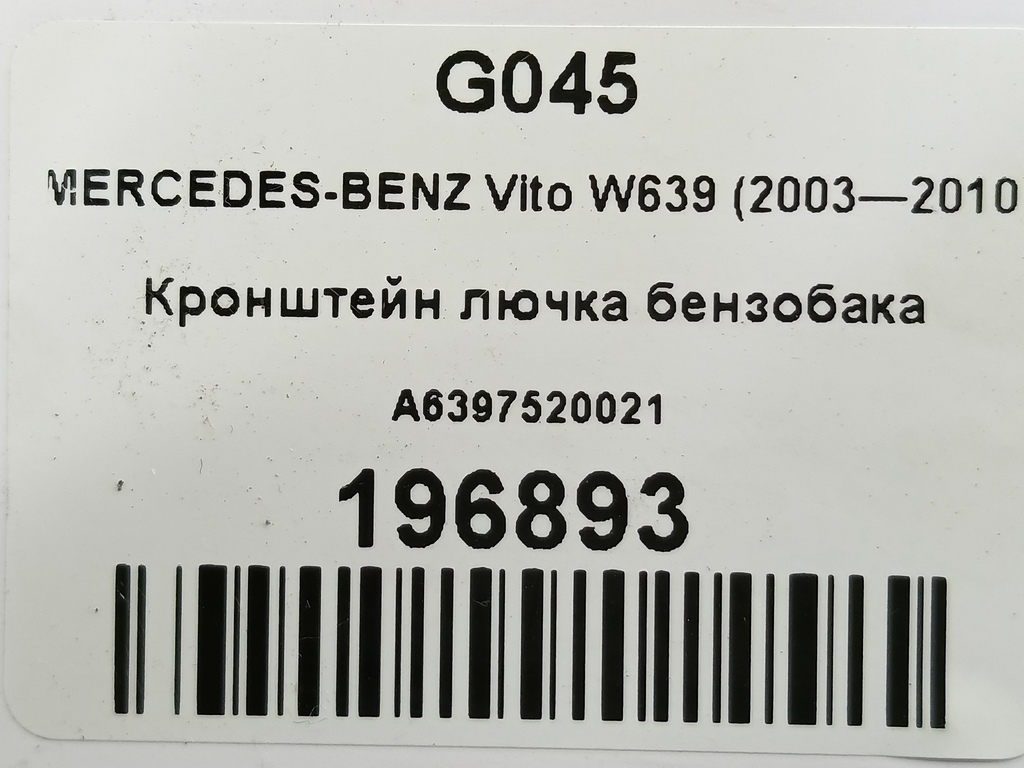 G045
MERCEDES-BENZ Vito W639 (2003—2010
Кронштейн лючка бензобака
A6397520021
196893